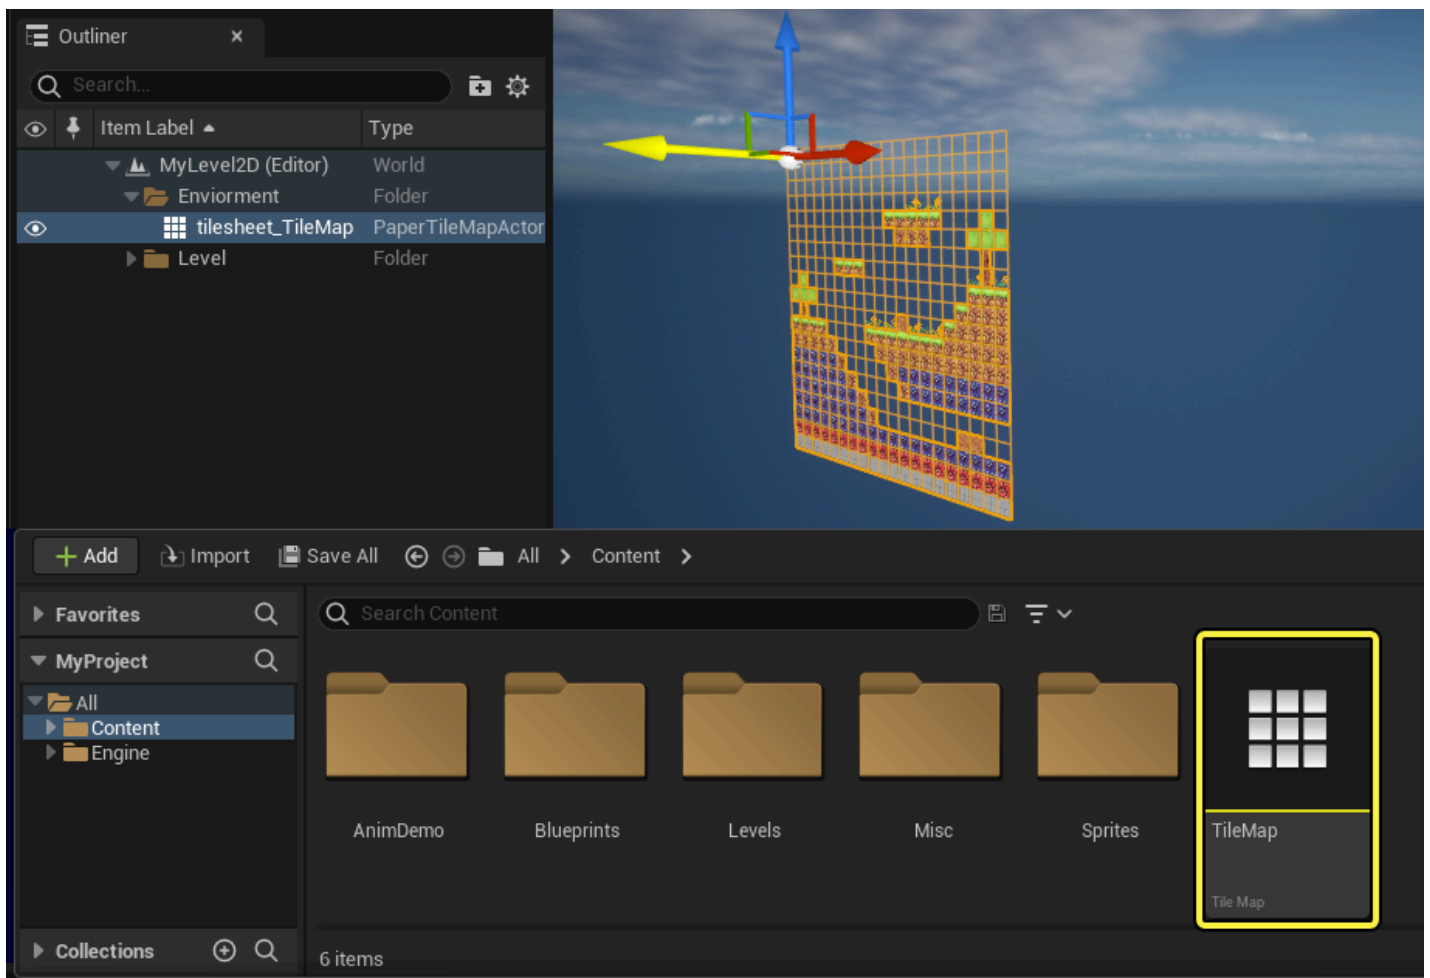 Outliner
Search...
Item Label Type
MyLevel2D (Editor) World
Enviorment Folder
tilesheet_TileMap PaperTileMapActor
Level Folder
Add Import Save All All Content
Favorites
Search Content
MyProject
All
Content
Engine
AnimDemo Blueprints Levels Misc Sprites TileMap
Tile Map
Collections
6 items